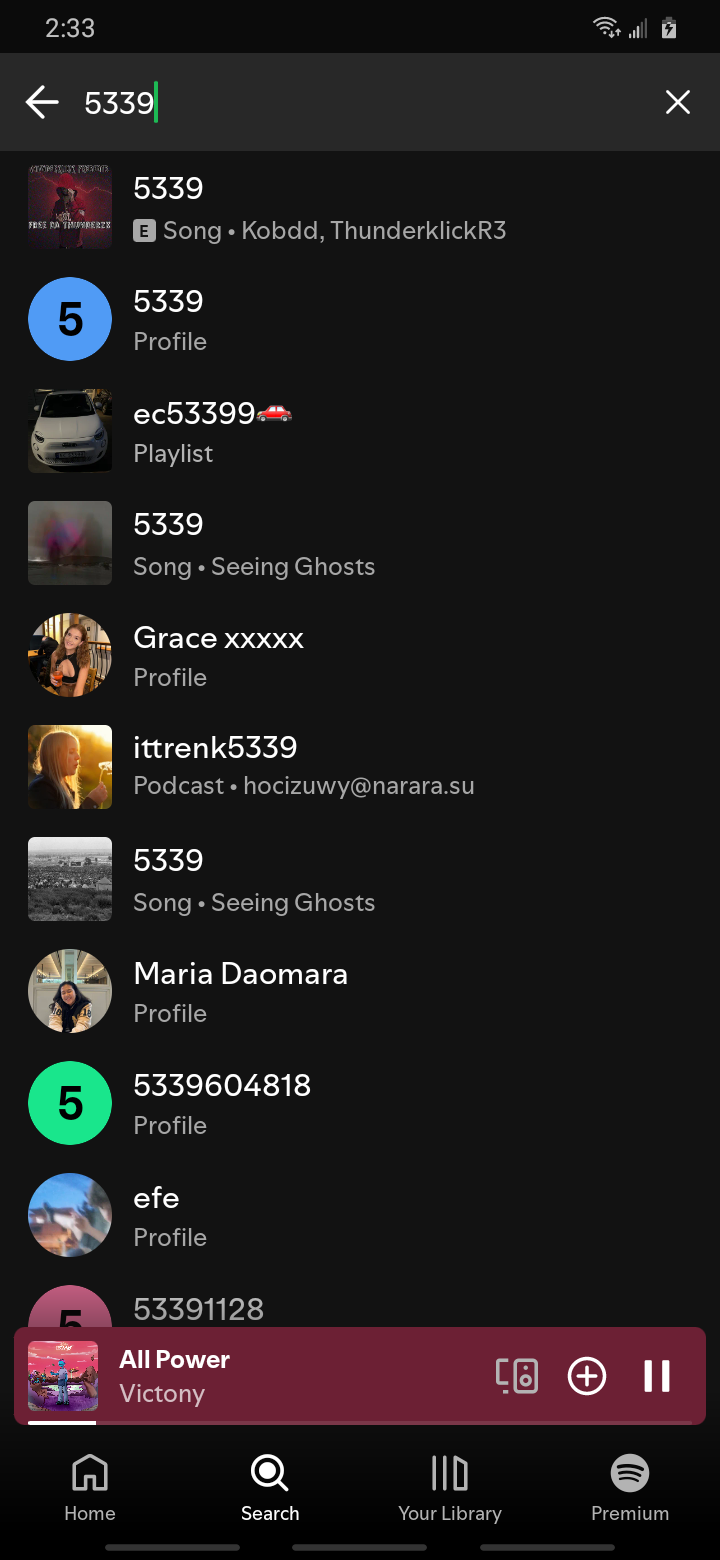 2:33
5339
5339
E Song • Kobdd, ThunderklickR3
5
5339
Profile
ec53399🚗
Playlist
5339
Song • Seeing Ghosts
Grace xxxxx
Profile
ittrenk5339
Podcast • hocizuwy@narara.su
5339
Song • Seeing Ghosts
Maria Daomara
Profile
5
5339604818
Profile
efe
Profile
5
53391128
All Power
Victony
Home
Search
Your Library
Premium